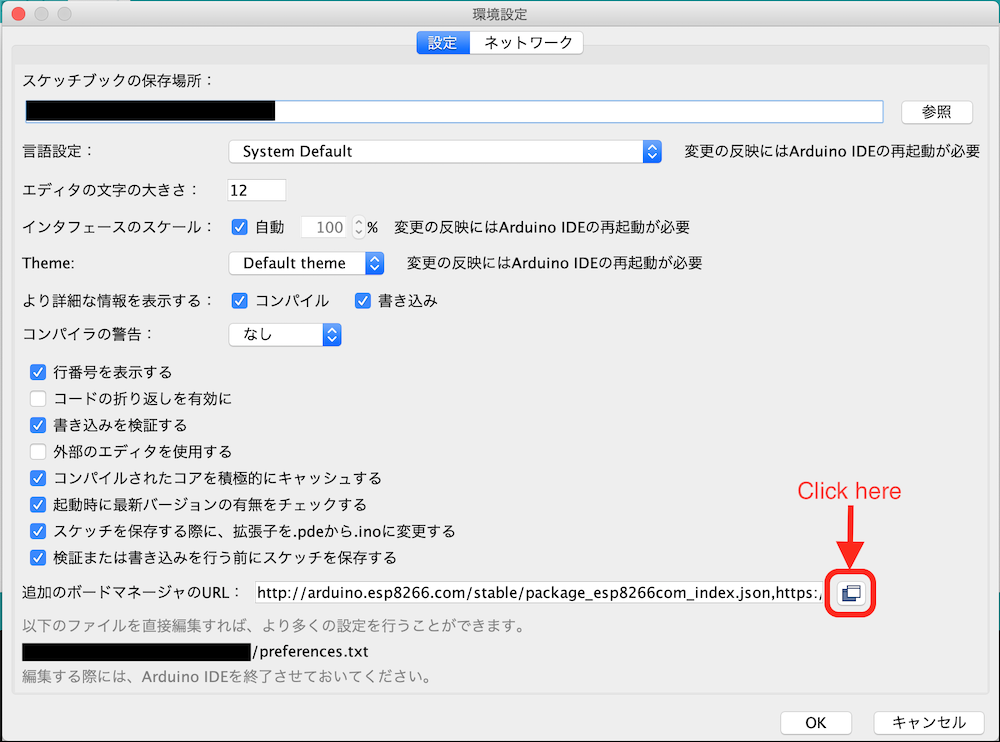 環境設定
設定 ネットワーク
スケッチブックの保存場所：
参照
言語設定： System Default 変更の反映にはArduino IDEの再起動が必要
エディタの文字の大きさ： 12
インタフェースのスケール： 自動 100 % 変更の反映にはArduino IDEの再起動が必要
Theme: Default theme 変更の反映にはArduino IDEの再起動が必要
より詳細な情報を表示する： コンパイル 書き込み
コンパイラの警告： なし
行番号を表示する
コードの折り返しを有効に
書き込みを検証する
外部のエディタを使用する
コンパイルされたコアを積極的にキャッシュする
起動時に最新バージョンの有無をチェックする
Click here
スケッチを保存する際に、拡張子を.pdeから.inoに変更する
検証または書き込みを行う前にスケッチを保存する
追加のボードマネージャのURL： http://arduino.esp8266.com/stable/package_esp8266com_index.json,https:/
以下のファイルを直接編集すれば、より多くの設定を行うことができます。
/preferences.txt
編集する際には、Arduino IDEを終了させておいてください。
OK キャンセル